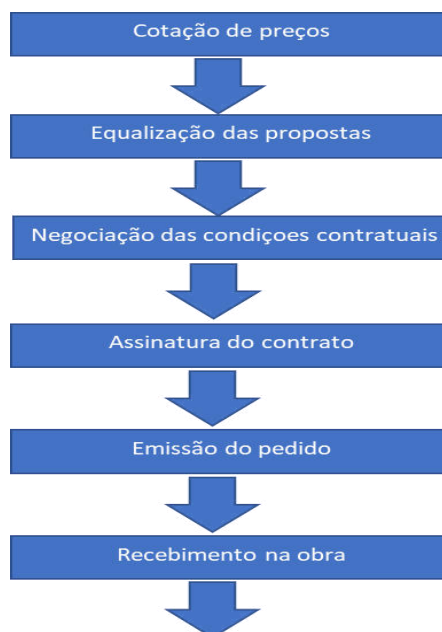 Cotação de preços
Equalização das propostas
Negociação das condiçoes contratuais
Assinatura do contrato
Emissão do pedido
Recebimento na obra